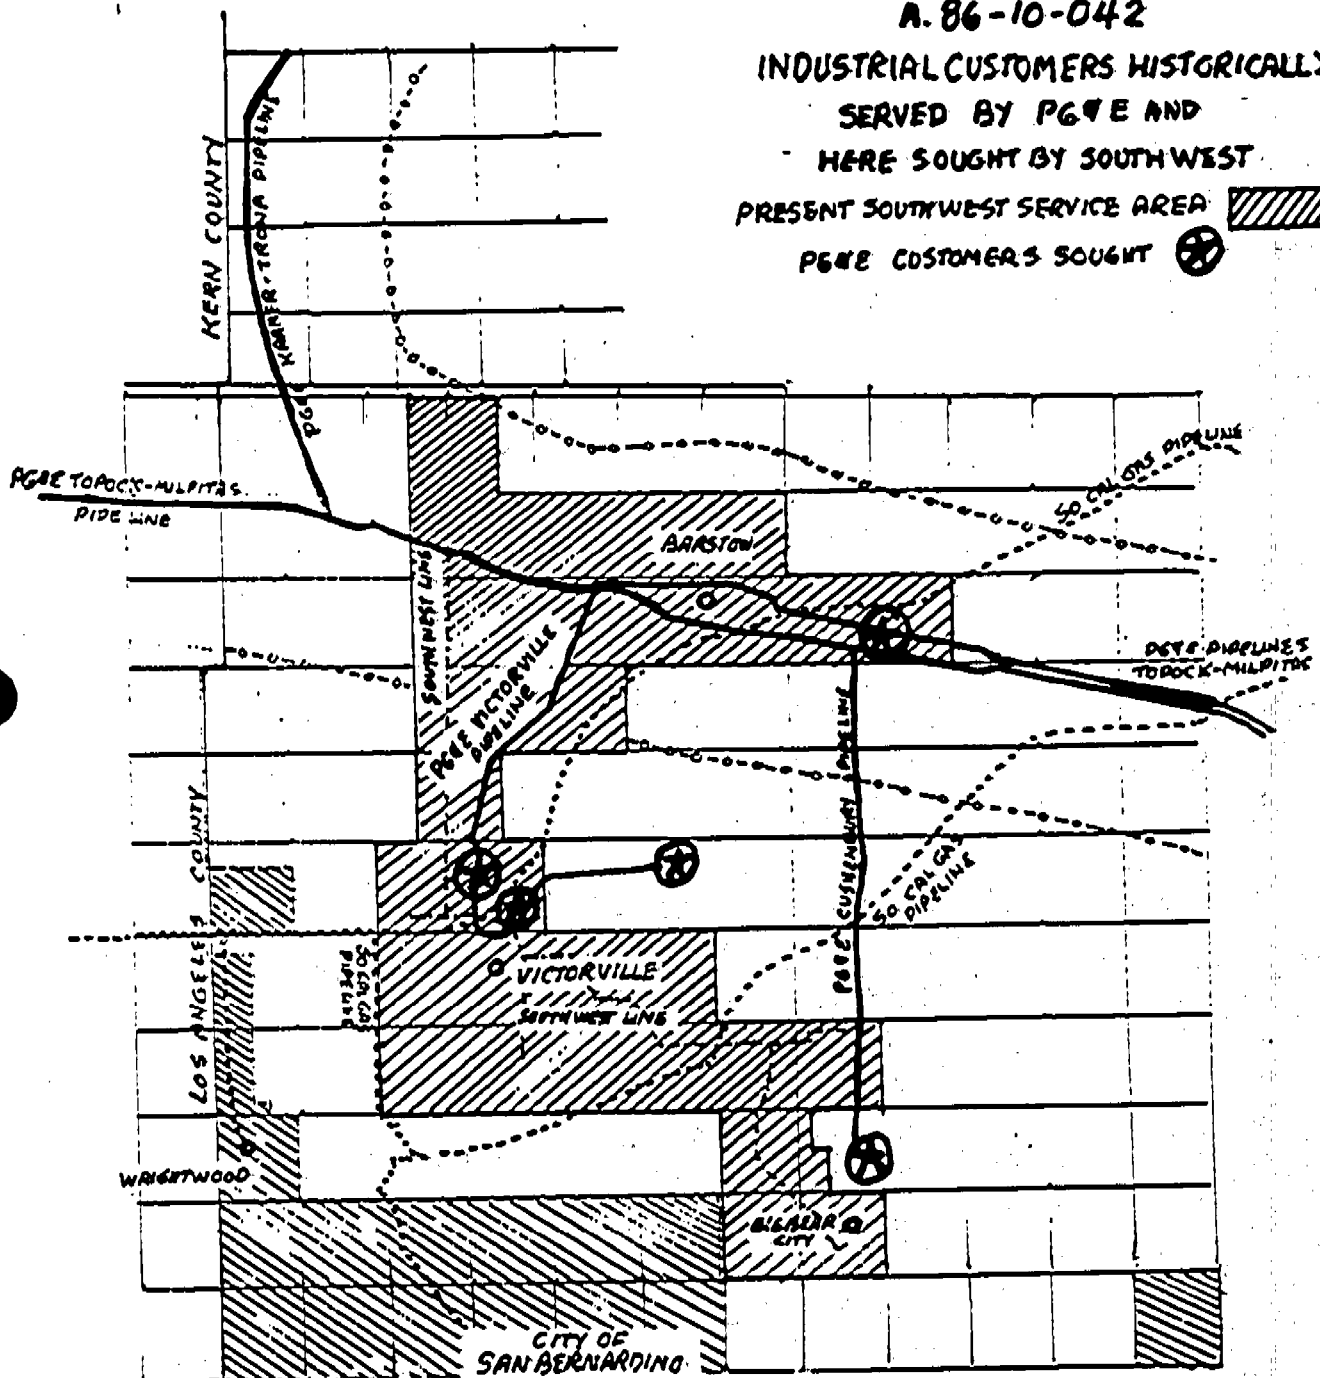 A. 86-10-042
INDUSTRIAL CUSTOMERS HISTORICALLY
SERVED BY PG&E AND
- HERE SOUGHT BY SOUTHWEST
PRESENT SOUTHWEST SERVICE AREA
PG&E CUSTOMERS SOUGHT
KERN COUNTY
PG&E KRAMER-TRONA PIPELINE
PG&E TOPOCK-MILPITAS
PIPE LINE
SO CAL GAS PIPELINE
BARSTOW
SOUTHWEST LINE
PG&E VICTORVILLE
PIPELINE
PG&E PIPELINES
TOPOCK-MILPITAS
PG&E CUSHENBURY PIPELINE
SO CAL GAS
PIPELINE
LOS ANGELES COUNTY
SO CAL GAS
PIPE LINE
VICTORVILLE
SOUTHWEST LINE
WRIGHTWOOD
BIG BEAR
CITY
CITY OF
SAN BERNARDINO